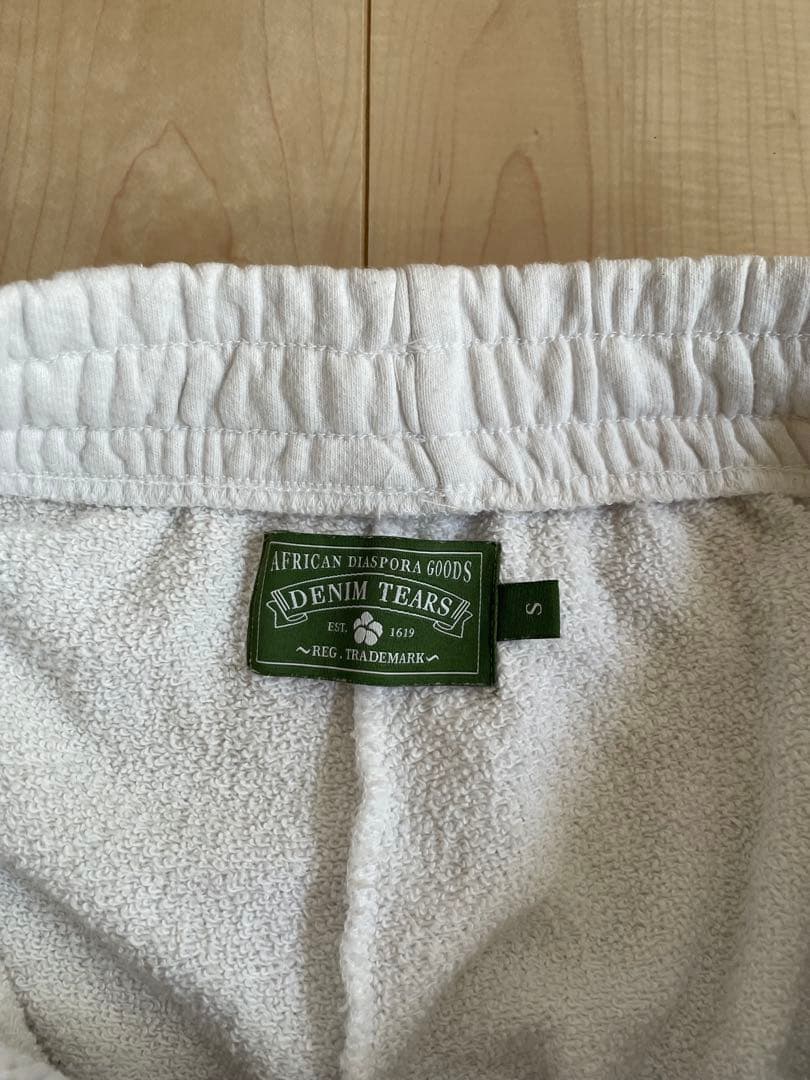 AFRICAN DIASPORA GOODS
DENIM TEARS
EST. 1619
~REG. TRADEMARK~
S